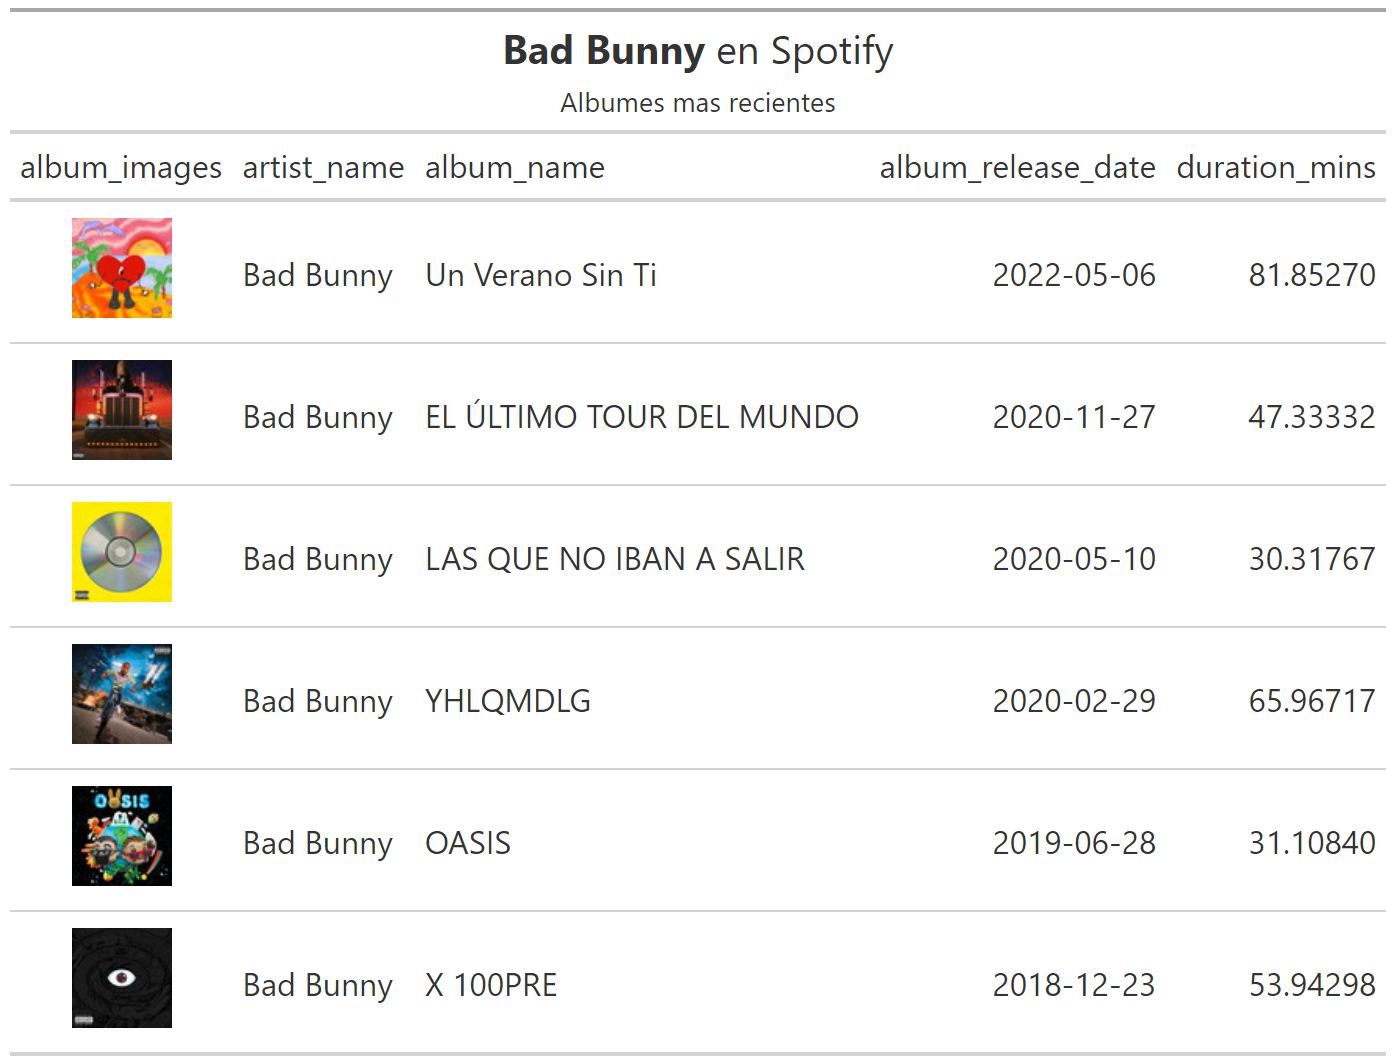 Bad Bunny en Spotify
Albumes mas recientes
album_images artist_name album_name album_release_date duration_mins
Bad Bunny Un Verano Sin Ti 2022-05-06 81.85270
Bad Bunny EL ÚLTIMO TOUR DEL MUNDO 2020-11-27 47.33332
Bad Bunny LAS QUE NO IBAN A SALIR 2020-05-10 30.31767
Bad Bunny YHLQMDLG 2020-02-29 65.96717
OASIS
Bad Bunny OASIS 2019-06-28 31.10840
Bad Bunny X 100PRE 2018-12-23 53.94298